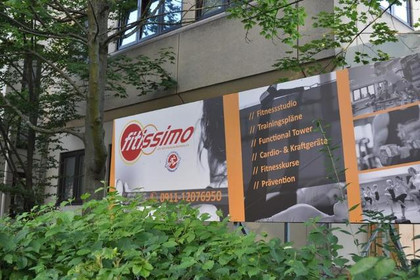 fitissimo
0911-12076950
// Fitnessstudio
// Trainingspläne
// Functional Tower
// Cardio- & Kraftgeräte
// Fitnesskurse
// Prävention